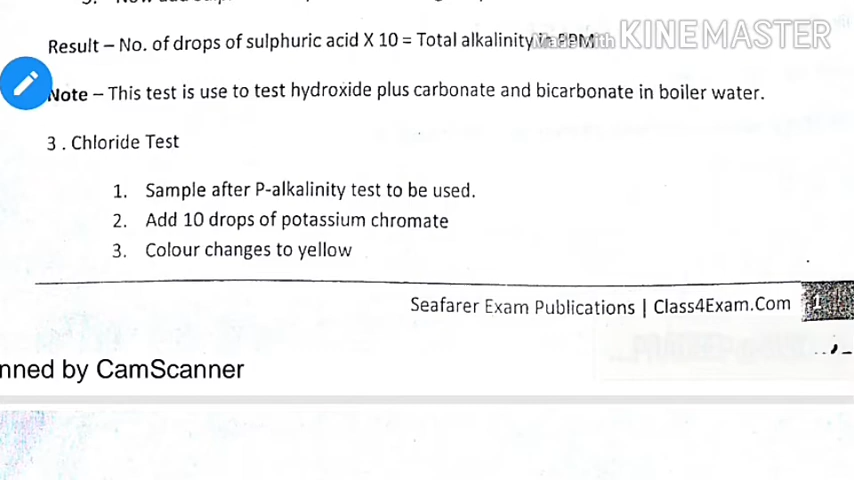 Result – No. of drops of sulphuric acid X 10 = Total alkalinity in PPM
Made with KINEMASTER
Note – This test is use to test hydroxide plus carbonate and bicarbonate in boiler water.
3 . Chloride Test
1. Sample after P-alkalinity test to be used.
2. Add 10 drops of potassium chromate
3. Colour changes to yellow
Seafarer Exam Publications | Class4Exam.Com 1
nned by CamScanner